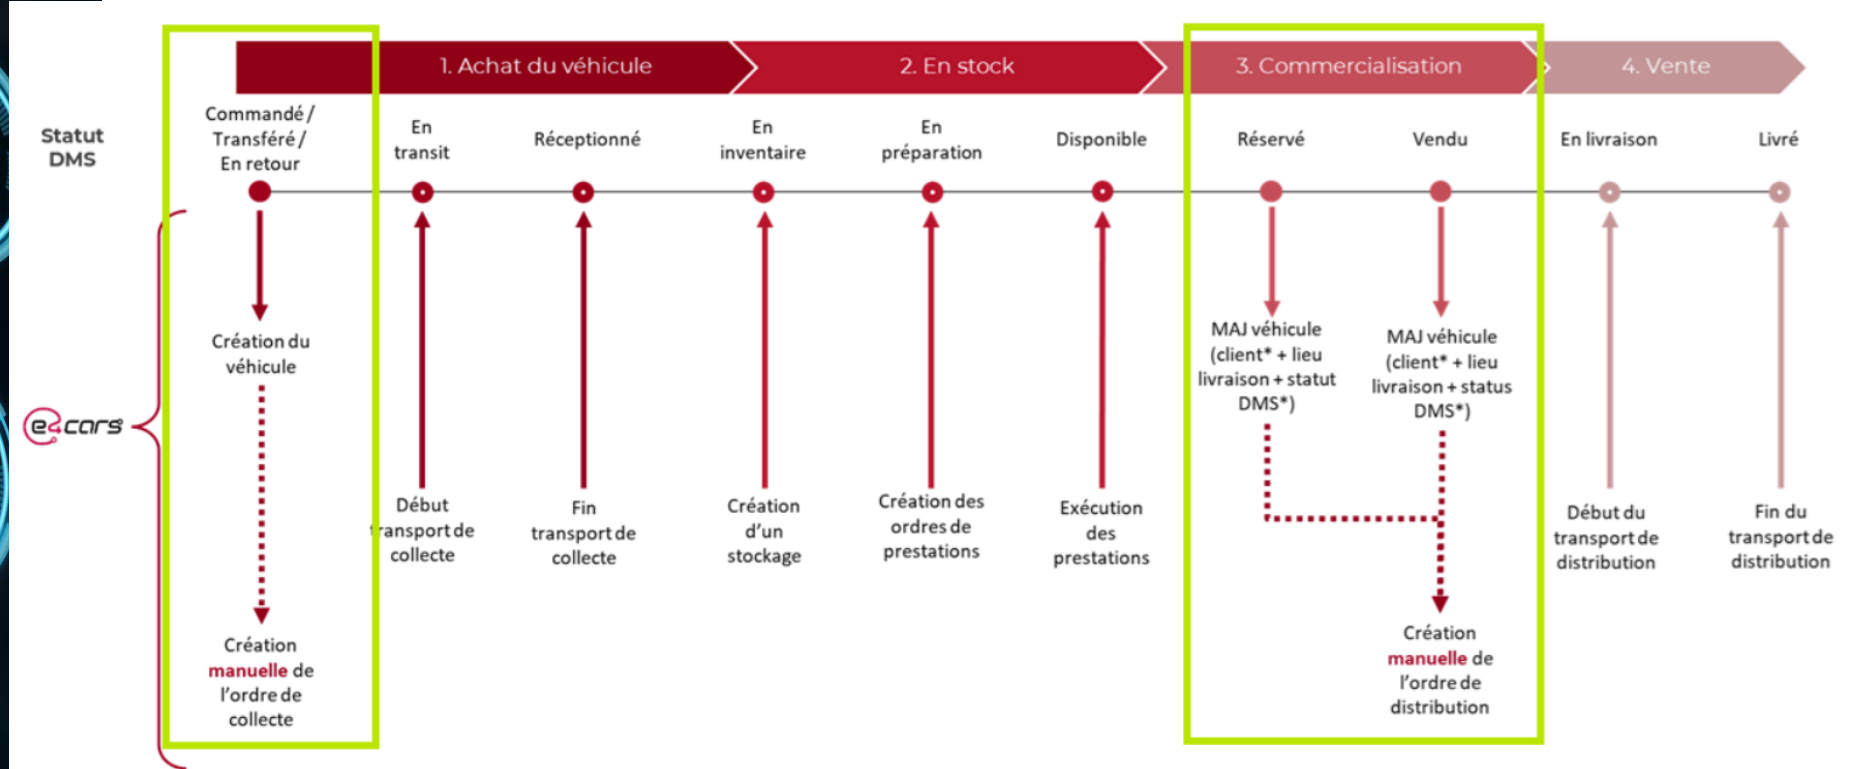 1. Achat du véhicule
2. En stock
3. Commercialisation
4. Vente
Statut
DMS
Commandé /
Transféré /
En retour
En
transit
Réceptionné
En
inventaire
En
préparation
Disponible
Réservé
Vendu
En livraison
Livré
Création du
véhicule
MAJ véhicule
(client* + lieu
livraison + statut
DMS*)
MAJ véhicule
(client* + lieu
livraison + status
DMS*)
e4cars
Début
transport de
collecte
Fin
transport de
collecte
Création
d'un
stockage
Création des
ordres de
prestations
Exécution
des
prestations
Début du
transport de
distribution
Fin du
transport de
distribution
Création
manuelle de
l'ordre de
collecte
Création
manuelle de
l'ordre de
distribution